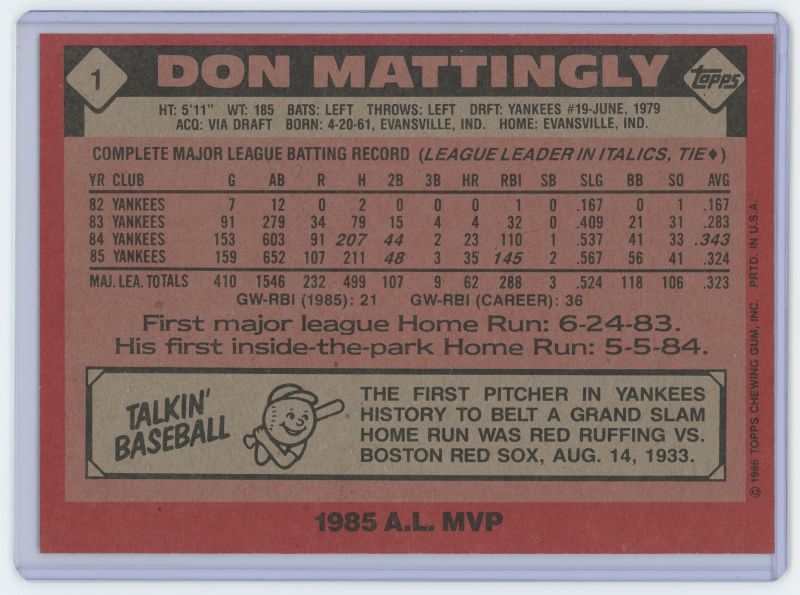 1 DON MATTINGLY topps
HT: 5'11" WT: 185 BATS: LEFT THROWS: LEFT DRFT: YANKEES #19-JUNE, 1979
ACQ: VIA DRAFT BORN: 4-20-61, EVANSVILLE, IND. HOME: EVANSVILLE, IND.
COMPLETE MAJOR LEAGUE BATTING RECORD (LEAGUE LEADER IN ITALICS, TIE♦)
YR CLUB G AB R H 2B 3B HR RBI SB SLG BB SO AVG
82 YANKEES 7 12 0 2 0 0 0 1 0 .167 0 1 .167
83 YANKEES 91 279 34 79 15 4 4 32 0 .409 21 31 .283
84 YANKEES 153 603 91 207 44 2 23 110 1 .537 41 33 .343
85 YANKEES 159 652 107 211 48 3 35 145 2 .567 56 41 .324
MAJ. LEA. TOTALS 410 1546 232 499 107 9 62 288 3 .524 118 106 .323
GW-RBI (1985): 21 GW-RBI (CAREER): 36
First major league Home Run: 6-24-83.
His first inside-the-park Home Run: 5-5-84.
TALKIN'
BASEBALL
THE FIRST PITCHER IN YANKEES
HISTORY TO BELT A GRAND SLAM
HOME RUN WAS RED RUFFING VS.
BOSTON RED SOX, AUG. 14, 1933.
1985 A.L. MVP
© 1986 TOPPS CHEWING GUM, INC. PRTD. IN U.S.A